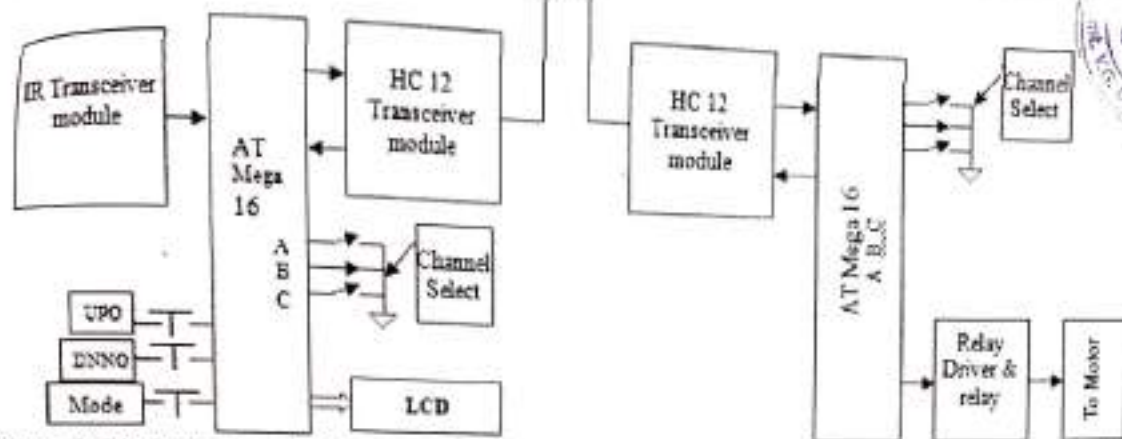 IR Transceiver
module
AT
Mega
16
HC 12
Transceiver
module
A
B
C
Channel
Select
UPO
DNNO
Mode
LCD
HC 12
Transceiver
module
AT Mega 16
A B C
Channel
Select
Relay
Driver &
relay
To Motor